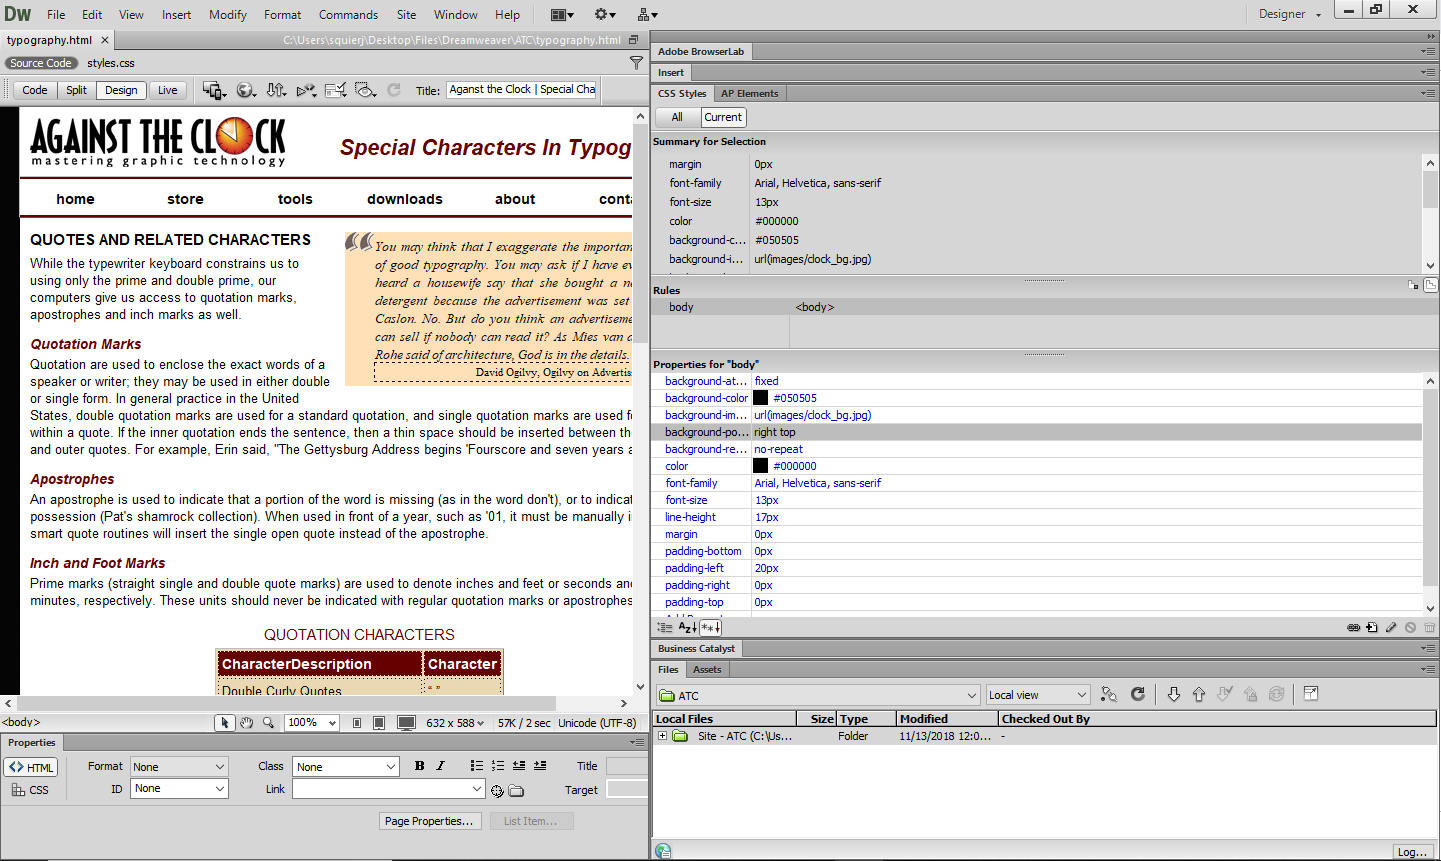 Dw File Edit View Insert Modify Format Commands Site Window Help Designer
typography.html × C:\Users\squierj\Desktop\Files\Dreamweaver\ATC\typography.html
Source Code styles.css
Code Split Design Live Title: Aganst the Clock | Special Cha
AGAINST THE CLOCK
mastering graphic technology
Special Characters In Typog
home store tools downloads about conta
QUOTES AND RELATED CHARACTERS
While the typewriter keyboard constrains us to
using only the prime and double prime, our
computers give us access to quotation marks,
apostrophes and inch marks as well.
You may think that I exaggerate the importan
of good typography. You may ask if I have ev
heard a housewife say that she bought a ne
detergent because the advertisement was set
Caslon. No. But do you think an advertiseme
can sell if nobody can read it? As Mies van d
Rohe said of architecture, God is in the details.
David Ogilvy, Ogilvy on Advertis
Quotation Marks
Quotation are used to enclose the exact words of a
speaker or writer; they may be used in either double
or single form. In general practice in the United
States, double quotation marks are used for a standard quotation, and single quotation marks are used fo
within a quote. If the inner quotation ends the sentence, then a thin space should be inserted between the
and outer quotes. For example, Erin said, "The Gettysburg Address begins 'Fourscore and seven years a
Apostrophes
An apostrophe is used to indicate that a portion of the word is missing (as in the word don't), or to indicat
possession (Pat's shamrock collection). When used in front of a year, such as '01, it must be manually i
smart quote routines will insert the single open quote instead of the apostrophe.
Inch and Foot Marks
Prime marks (straight single and double quote marks) are used to denote inches and feet or seconds and
minutes, respectively. These units should never be indicated with regular quotation marks or apostrophes
QUOTATION CHARACTERS
CharacterDescription Character
Double Curly Quotes “ ”
<body> 100% 632 x 588 57K / 2 sec Unicode (UTF-8)
Properties
<> HTML Format None Class None B I Title
CSS ID None Link Target
Page Properties... List Item...
Adobe BrowserLab
Insert
CSS Styles AP Elements
All Current
Summary for Selection
margin 0px
font-family Arial, Helvetica, sans-serif
font-size 13px
color #000000
background-c... #050505
background-i... url(images/clock_bg.jpg)
Rules
body <body>
Properties for "body"
background-at... fixed
background-color #050505
background-im... url(images/clock_bg.jpg)
background-po... right top
background-re... no-repeat
color #000000
font-family Arial, Helvetica, sans-serif
font-size 13px
line-height 17px
margin 0px
padding-bottom 0px
padding-left 20px
padding-right 0px
padding-top 0px
Business Catalyst
Files Assets
ATC Local view
Local Files Size Type Modified Checked Out By
Site - ATC (C:\Us... Folder 11/13/2018 12:0... -
Log...